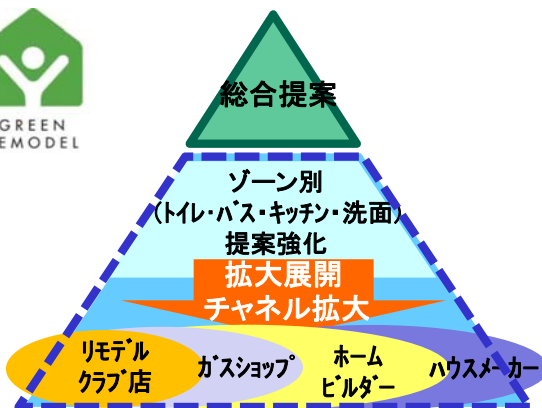 GREEN
REMODEL
総合提案
ゾーン別
(トイレ・バス・キッチン・洗面)
提案強化
拡大展開
チャネル拡大
リモデル
クラブ店
ガスショップ
ホーム
ビルダー
ハウスメーカー